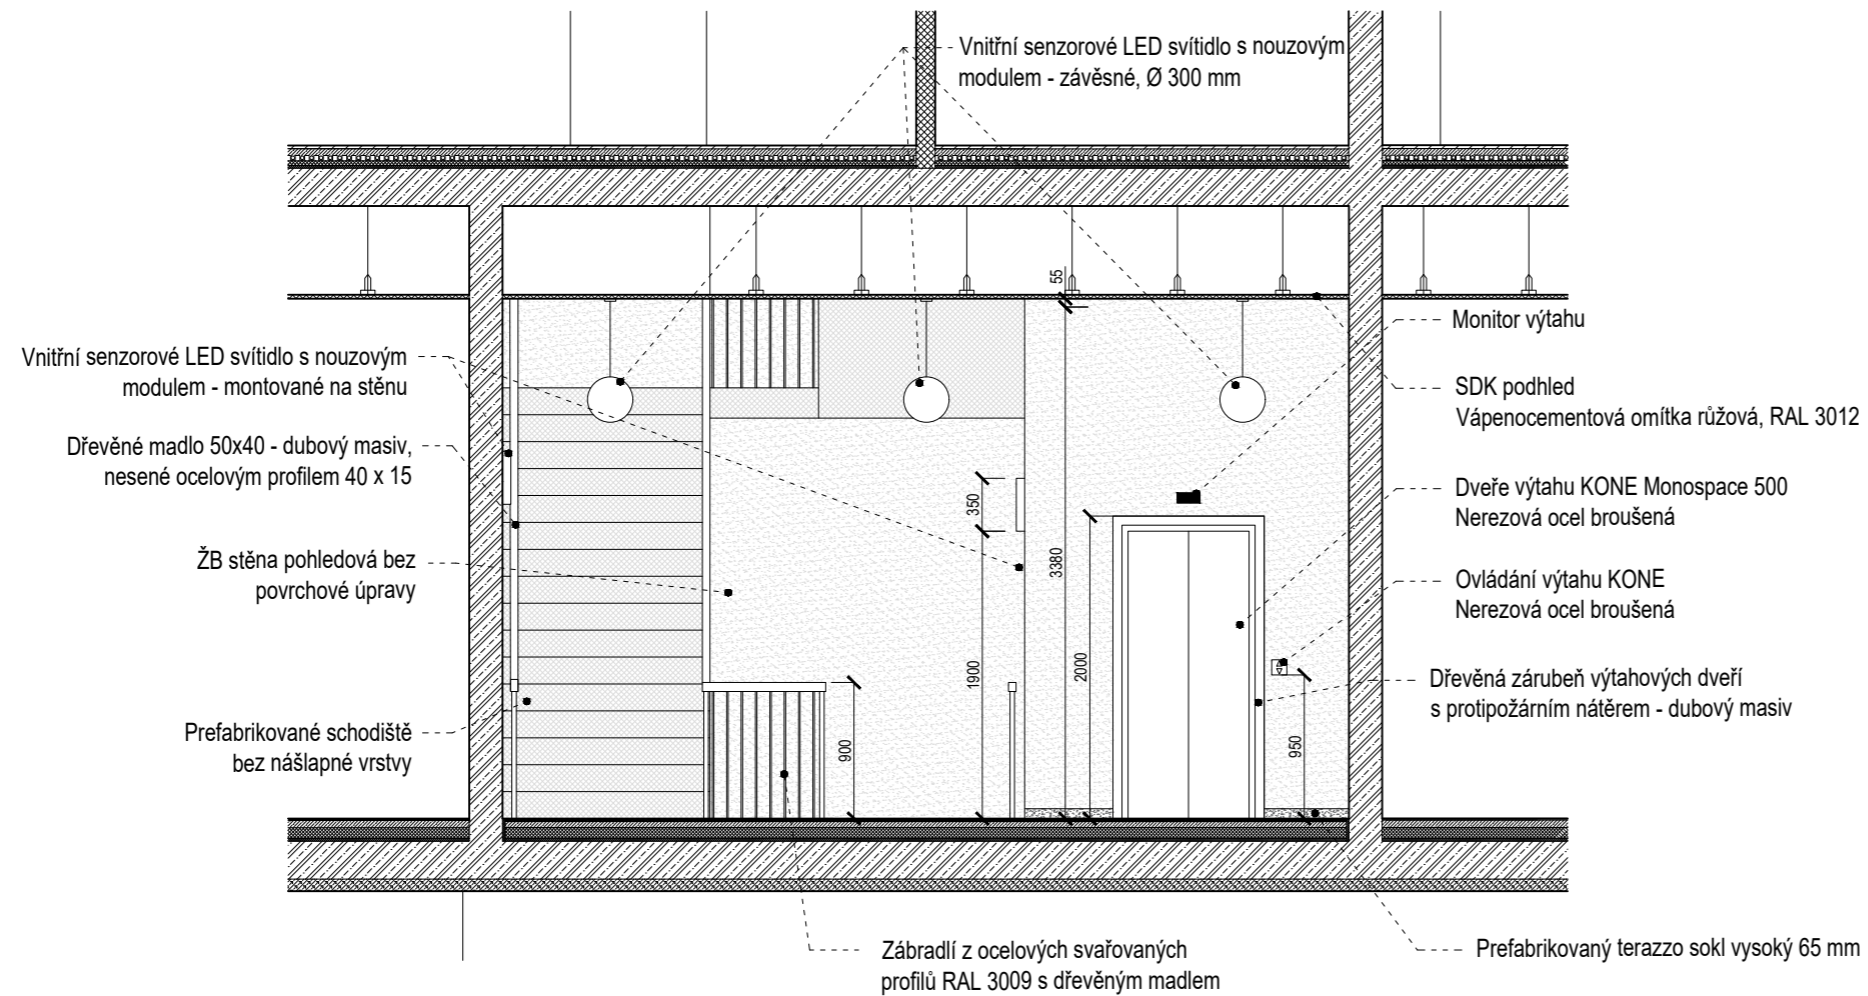 Vnitřní senzorové LED svítidlo s nouzovým
modulem - závěsné, Ø 300 mm
Vnitřní senzorové LED svítidlo s nouzovým
modulem - montované na stěnu
Dřevěné madlo 50x40 - dubový masiv,
nesené ocelovým profilem 40 x 15
ŽB stěna pohledová bez
povrchové úpravy
Prefabrikované schodiště
bez nášlapné vrstvy
55
350
3380
1900
2000
900
950
Monitor výtahu
SDK podhled
Vápenocementová omítka růžová, RAL 3012
Dveře výtahu KONE Monospace 500
Nerezová ocel broušená
Ovládání výtahu KONE
Nerezová ocel broušená
Dřevěná zárubeň výtahových dveří
s protipožárním nátěrem - dubový masiv
Zábradlí z ocelových svařovaných
profilů RAL 3009 s dřevěným madlem
Prefabrikovaný terazzo sokl vysoký 65 mm